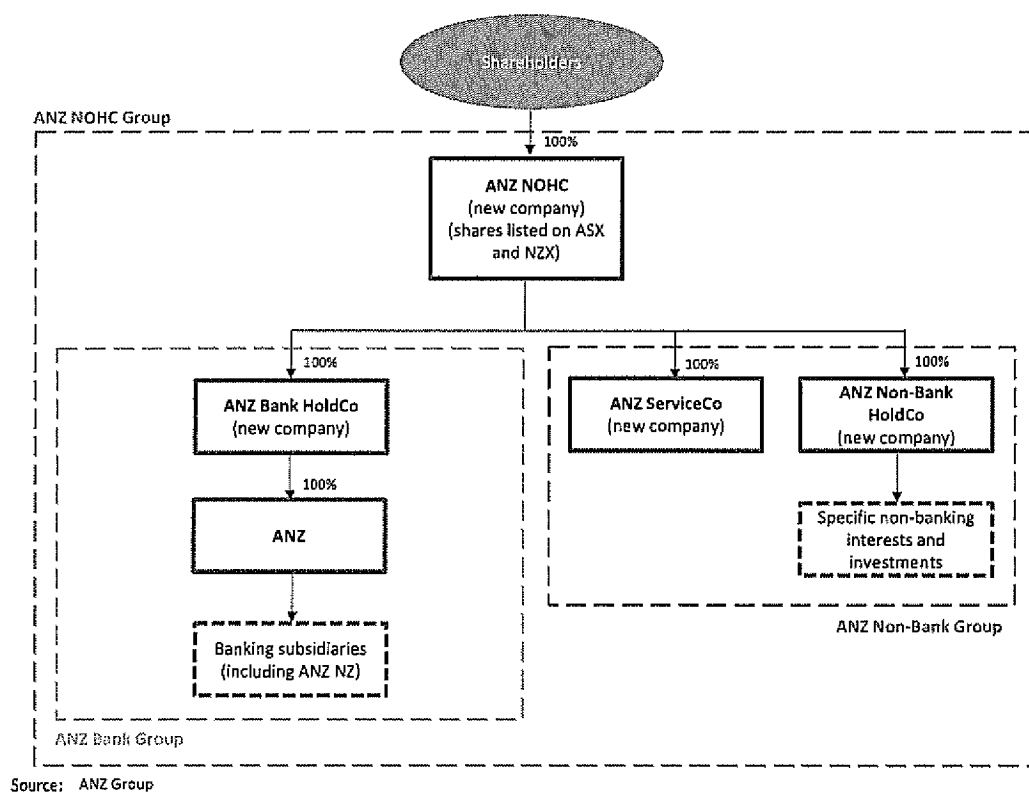 Shareholders
ANZ NOHC Group
100%
ANZ NOHC
(new company)
(shares listed on ASX
and NZX)
100%
100%
100%
ANZ Bank HoldCo
(new company)
ANZ ServiceCo
(new company)
ANZ Non-Bank
HoldCo
(new company)
100%
ANZ
Specific non-banking
interests and
investments
Banking subsidiaries
(including ANZ NZ)
ANZ Non-Bank Group
ANZ Bank Group
Source: ANZ Group